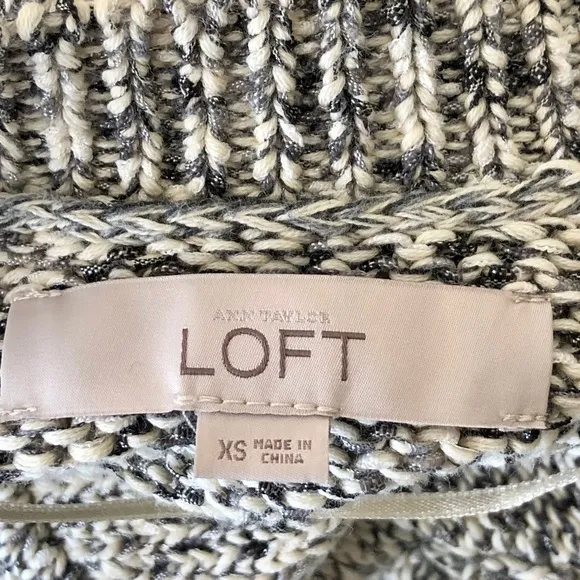 ANN TAYLOR
LOFT
XS MADE IN
CHINA